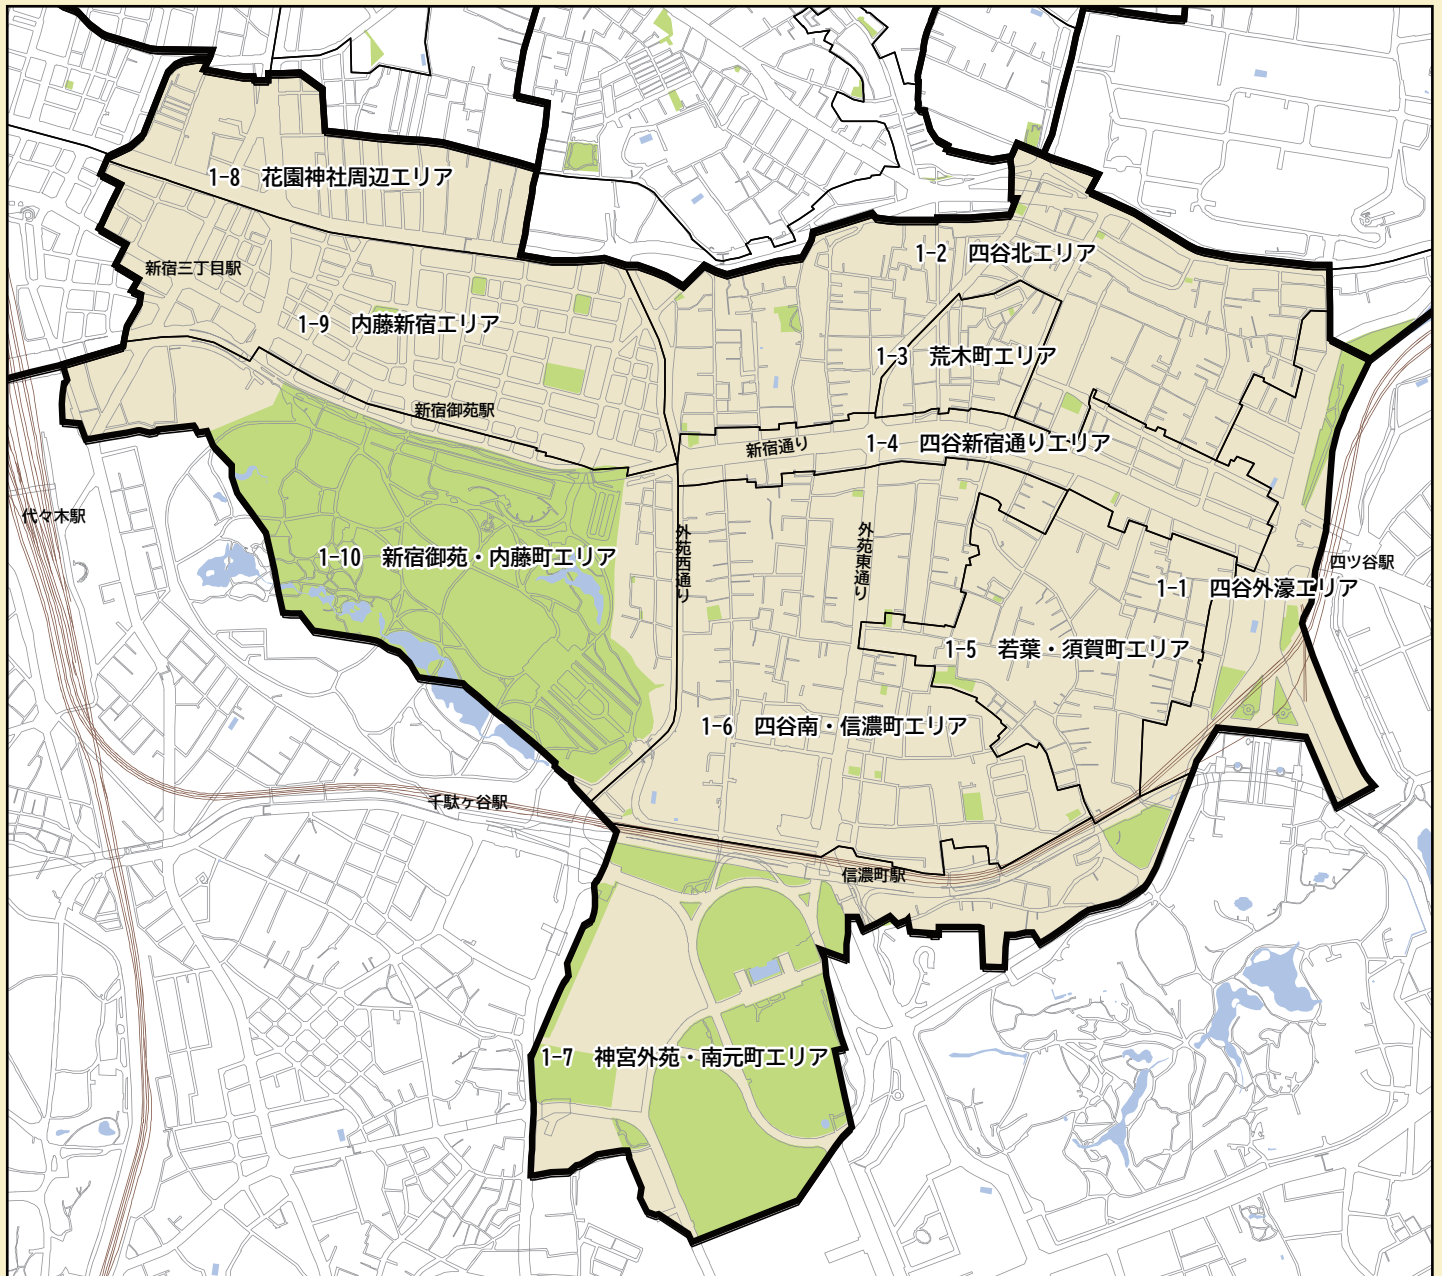 1-8 花園神社周辺エリア
1-2 四谷北エリア
新宿三丁目駅
1-9 内藤新宿エリア
1-3 荒木町エリア
新宿御苑駅
新宿通り
1-4 四谷新宿通りエリア
代々木駅
外苑西通り
外苑東通り
1-10 新宿御苑・内藤町エリア
四ツ谷駅
1-1 四谷外濠エリア
1-5 若葉・須賀町エリア
1-6 四谷南・信濃町エリア
千駄ヶ谷駅
信濃町駅
1-7 神宮外苑・南元町エリア